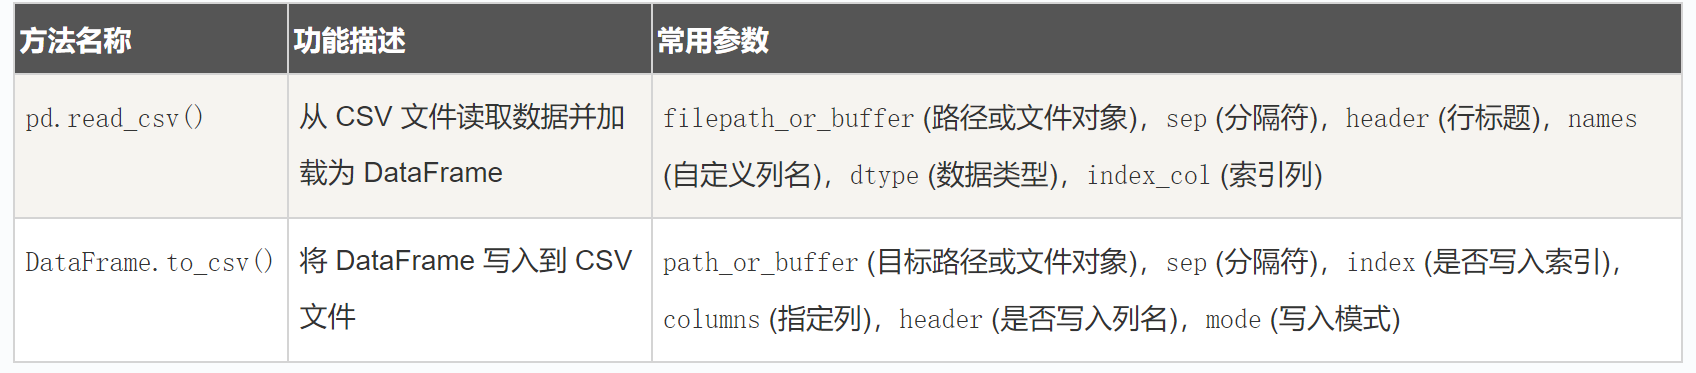 方法名称 功能描述 常用参数
pd.read_csv() 从 CSV 文件读取数据并加 filepath_or_buffer (路径或文件对象)，sep (分隔符)，header (行标题)，names
载为 DataFrame (自定义列名)，dtype (数据类型)，index_col (索引列)
DataFrame.to_csv() 将 DataFrame 写入到 CSV path_or_buffer (目标路径或文件对象)，sep (分隔符)，index (是否写入索引)，
文件 columns (指定列)，header (是否写入列名)，mode (写入模式)